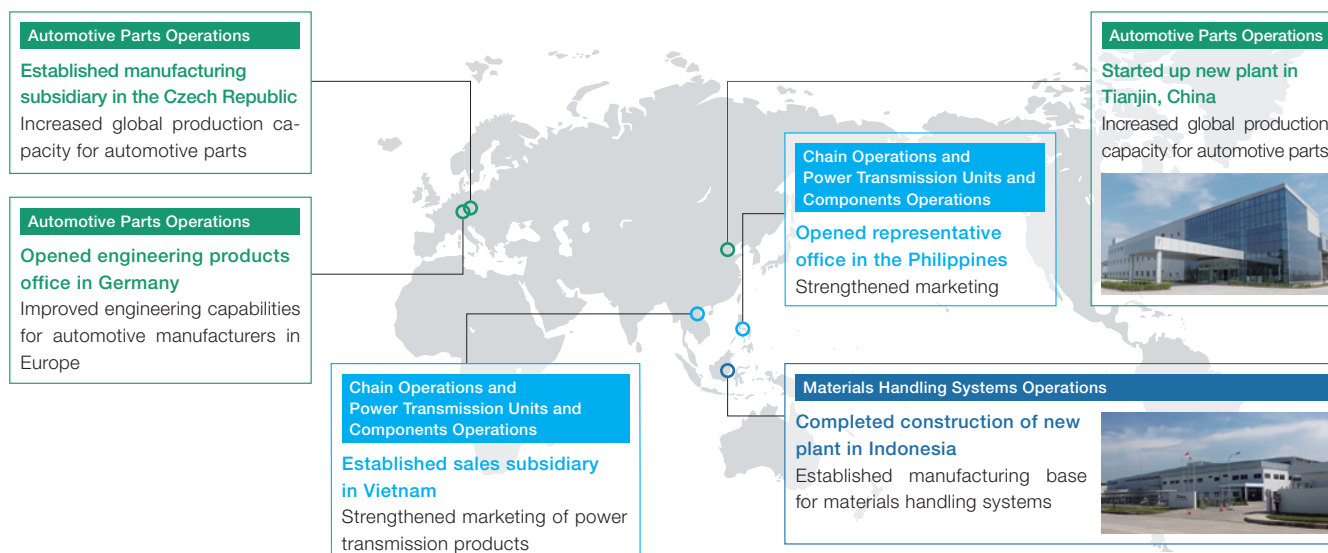 Automotive Parts Operations
Established manufacturing
subsidiary in the Czech Republic
Increased global production ca-
pacity for automotive parts
Automotive Parts Operations
Opened engineering products
office in Germany
Improved engineering capabilities
for automotive manufacturers in
Europe
Chain Operations and
Power Transmission Units and
Components Operations
Established sales subsidiary
in Vietnam
Strengthened marketing of power
transmission products
Chain Operations and
Power Transmission Units and
Components Operations
Opened representative
office in the Philippines
Strengthened marketing
Automotive Parts Operations
Started up new plant in
Tianjin, China
Increased global production
capacity for automotive parts
Materials Handling Systems Operations
Completed construction of new
plant in Indonesia
Established manufacturing base
for materials handling systems